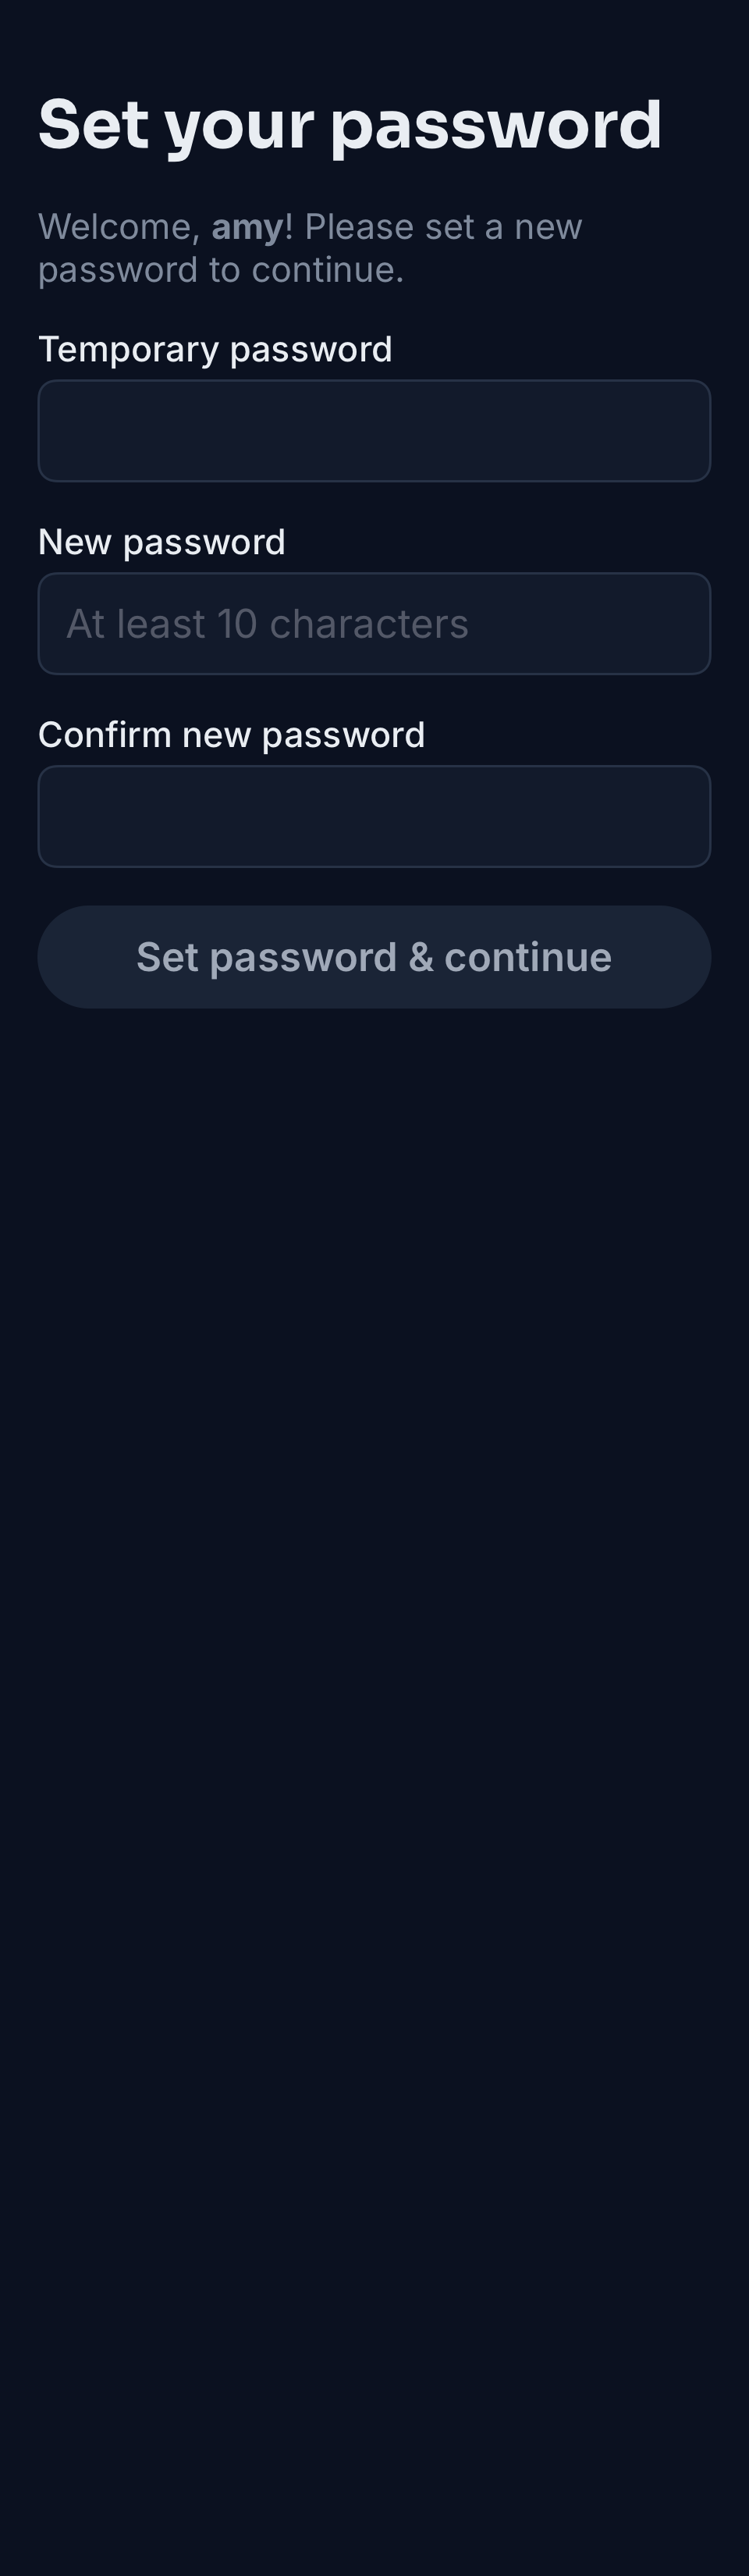 Set your password
Welcome, amy! Please set a new
password to continue.
Temporary password
New password
At least 10 characters
Confirm new password
Set password & continue